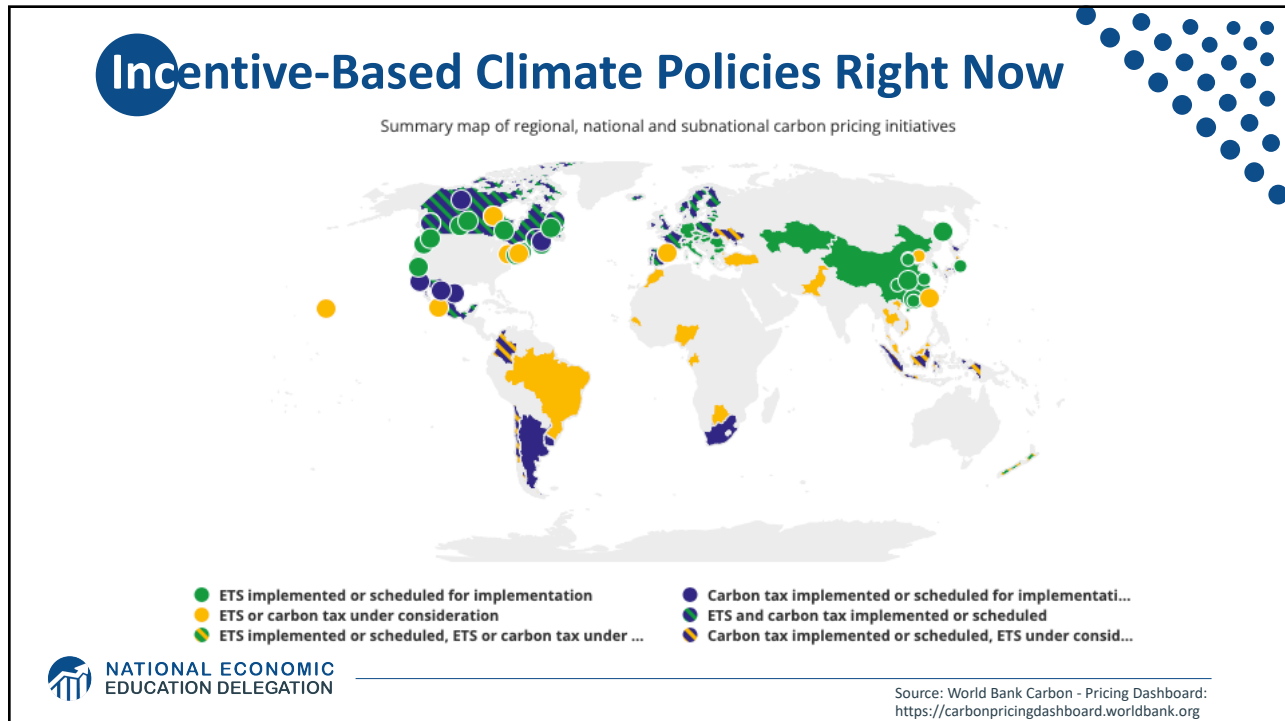 Incentive-Based Climate Policies Right Now
Summary map of regional, national and subnational carbon pricing initiatives
ETS implemented or scheduled for implementation
ETS or carbon tax under consideration
ETS implemented or scheduled, ETS or carbon tax under ...
Carbon tax implemented or scheduled for implementati...
ETS and carbon tax implemented or scheduled
Carbon tax implemented or scheduled, ETS under consid...
NATIONAL ECONOMIC
EDUCATION DELEGATION
Source: World Bank Carbon - Pricing Dashboard:
https://carbonpricingdashboard.worldbank.org